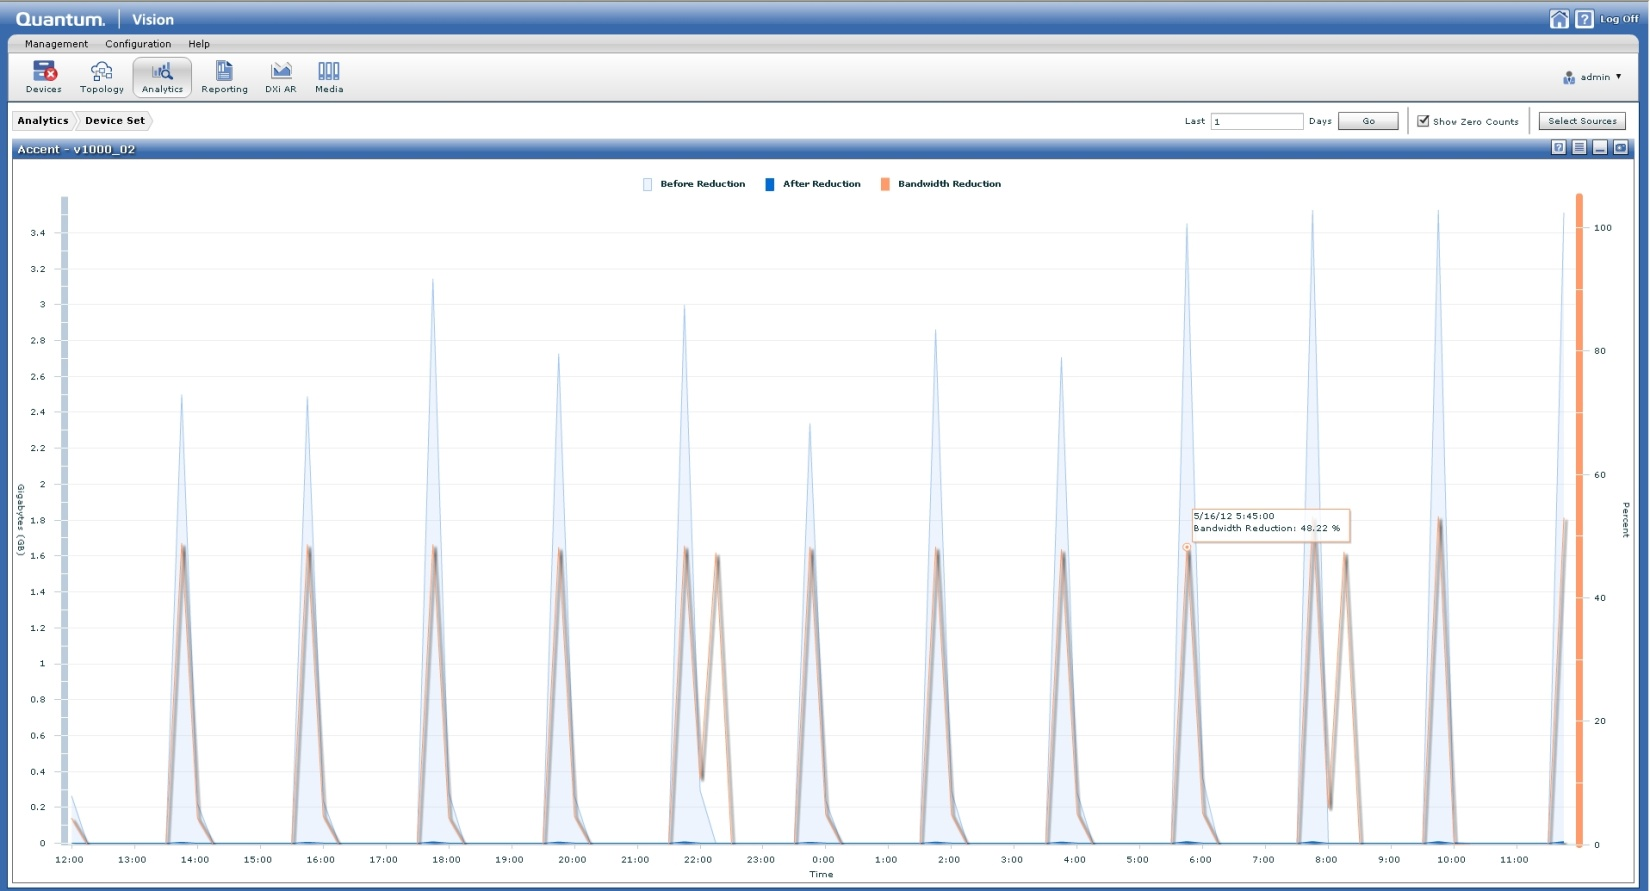 Quantum. Vision
Log Off
Management Configuration Help
Devices Topology Analytics Reporting DXi AR Media
admin
Analytics Device Set
Last 1 Days Go Show Zero Counts Select Sources
Accent - v1000_02
Before Reduction After Reduction Bandwidth Reduction
3.4
3.2
3
2.8
2.6
2.4
2.2
2
1.8
1.6
1.4
1.2
1
0.8
0.6
0.4
0.2
0
Gigabytes (GB)
5/16/12 5:45:00
Bandwidth Reduction: 48.22 %
100
80
60
40
20
0
Percent
12:00 13:00 14:00 15:00 16:00 17:00 18:00 19:00 20:00 21:00 22:00 23:00 0:00 1:00 2:00 3:00 4:00 5:00 6:00 7:00 8:00 9:00 10:00 11:00
Time